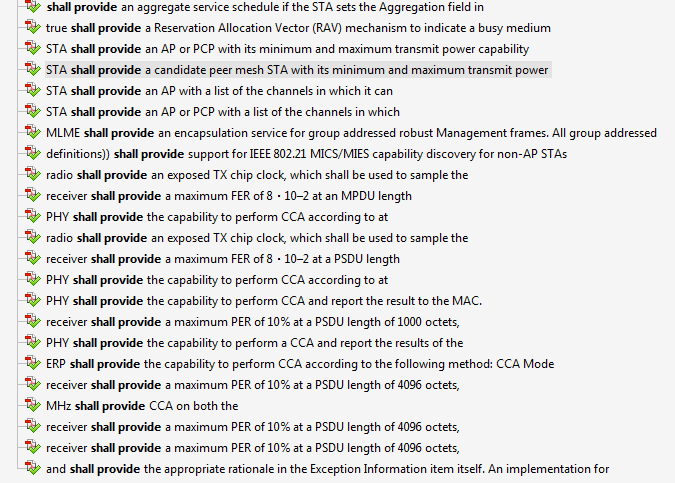 shall provide an aggregate service schedule if the STA sets the Aggregation field in
true shall provide a Reservation Allocation Vector (RAV) mechanism to indicate a busy medium
STA shall provide an AP or PCP with its minimum and maximum transmit power capability
STA shall provide a candidate peer mesh STA with its minimum and maximum transmit power
STA shall provide an AP with a list of the channels in which it can
STA shall provide an AP or PCP with a list of the channels in which
MLME shall provide an encapsulation service for group addressed robust Management frames. All group addressed
definitions)) shall provide support for IEEE 802.21 MICS/MIES capability discovery for non-AP STAs
radio shall provide an exposed TX chip clock, which shall be used to sample the
receiver shall provide a maximum FER of 8 · 10–2 at an MPDU length
PHY shall provide the capability to perform CCA according to at
radio shall provide an exposed TX chip clock, which shall be used to sample the
receiver shall provide a maximum FER of 8 · 10–2 at a PSDU length
PHY shall provide the capability to perform CCA according to at
PHY shall provide the capability to perform CCA and report the result to the MAC.
receiver shall provide a maximum PER of 10% at a PSDU length of 1000 octets,
PHY shall provide the capability to perform a CCA and report the results of the
ERP shall provide the capability to perform CCA according to the following method: CCA Mode
receiver shall provide a maximum PER of 10% at a PSDU length of 4096 octets,
MHz shall provide CCA on both the
receiver shall provide a maximum PER of 10% at a PSDU length of 4096 octets,
receiver shall provide a maximum PER of 10% at a PSDU length of 4096 octets,
and shall provide the appropriate rationale in the Exception Information item itself. An implementation for